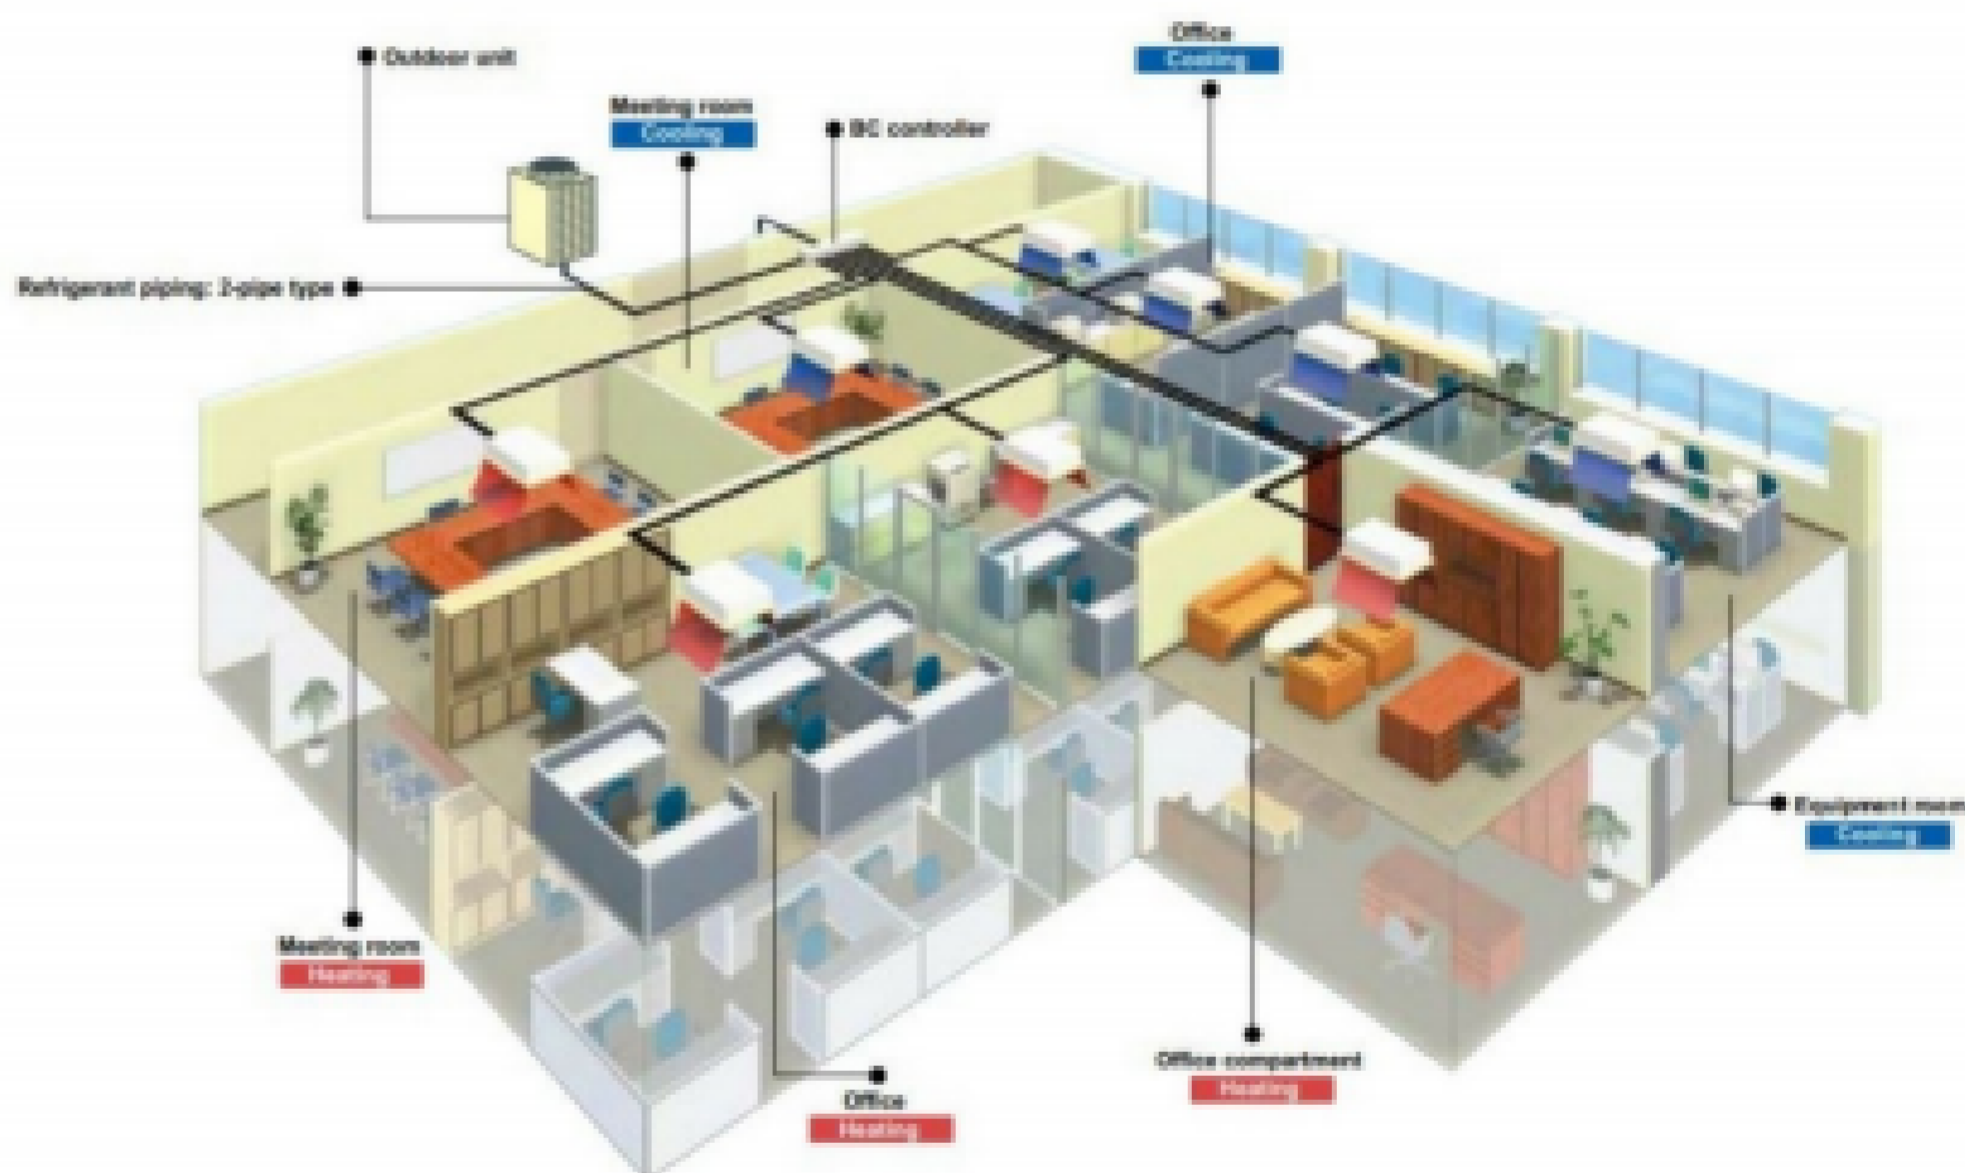 Outdoor unit
Office
Cooling
Meeting room
Cooling
BC controller
Refrigerant piping: 2-pipe type
Equipment room
Cooling
Meeting room
Heating
Office compartment
Heating
Office
Heating